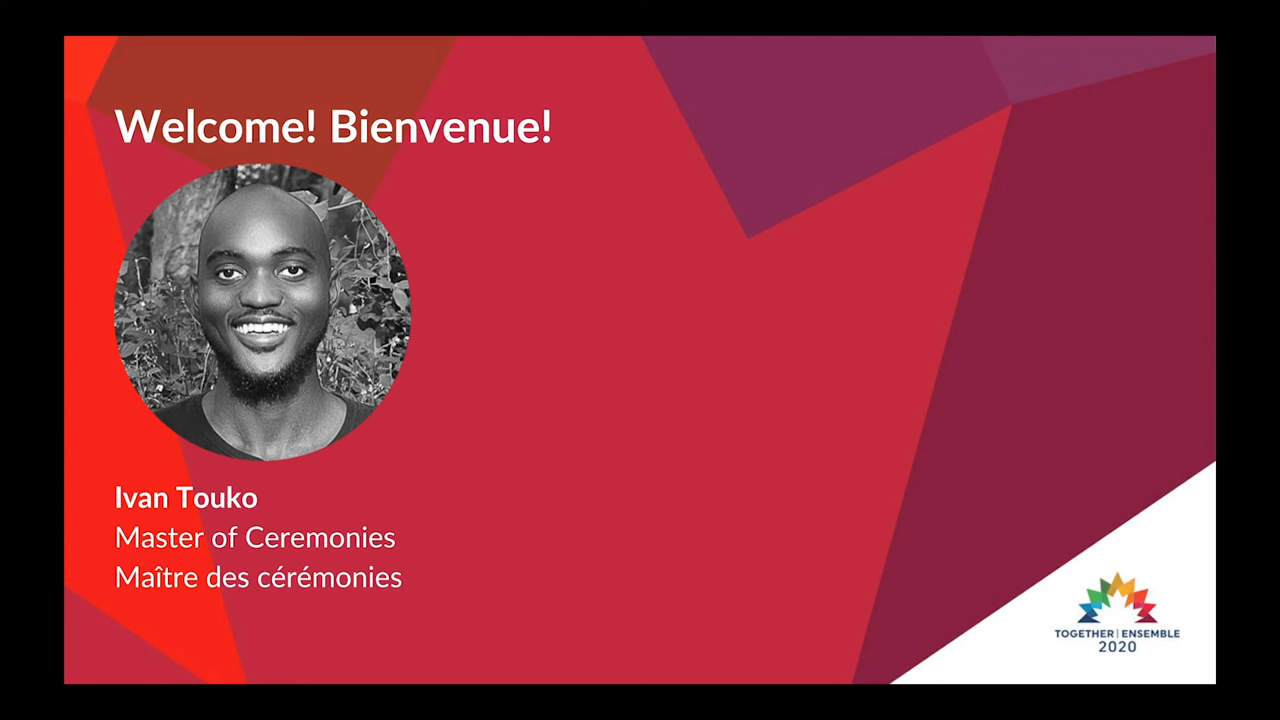 Welcome! Bienvenue!
Ivan Touko
Master of Ceremonies
Maître des cérémonies
TOGETHER | ENSEMBLE
2020